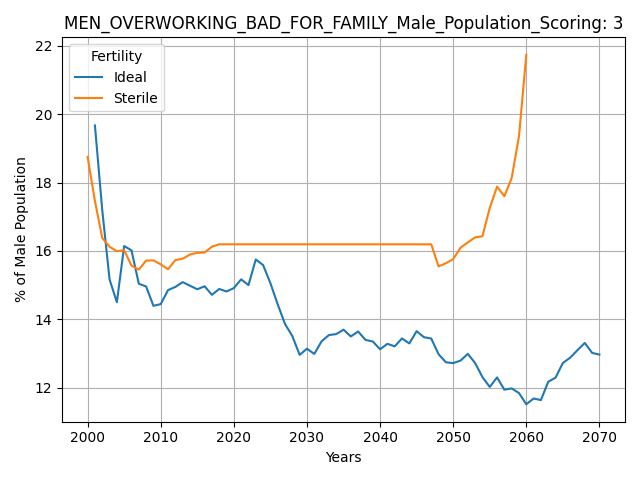 MEN_OVERWORKING_BAD_FOR_FAMILY_Male_Population_Scoring: 3
Fertility
Ideal
Sterile
% of Male Population
22
20
18
16
14
12
2000 2010 2020 2030 2040 2050 2060 2070
Years